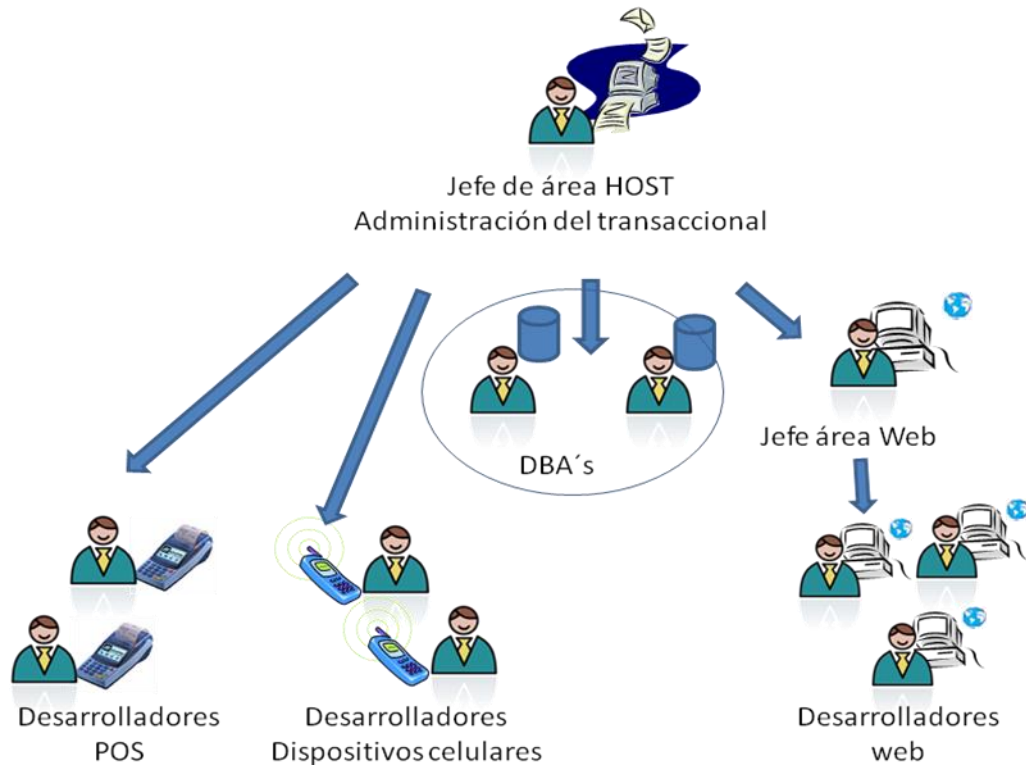 Jefe de área HOST
Administración del transaccional
Jefe área Web
DBA´s
Desarrolladores
POS
Desarrolladores
Dispositivos celulares
Desarrolladores
web